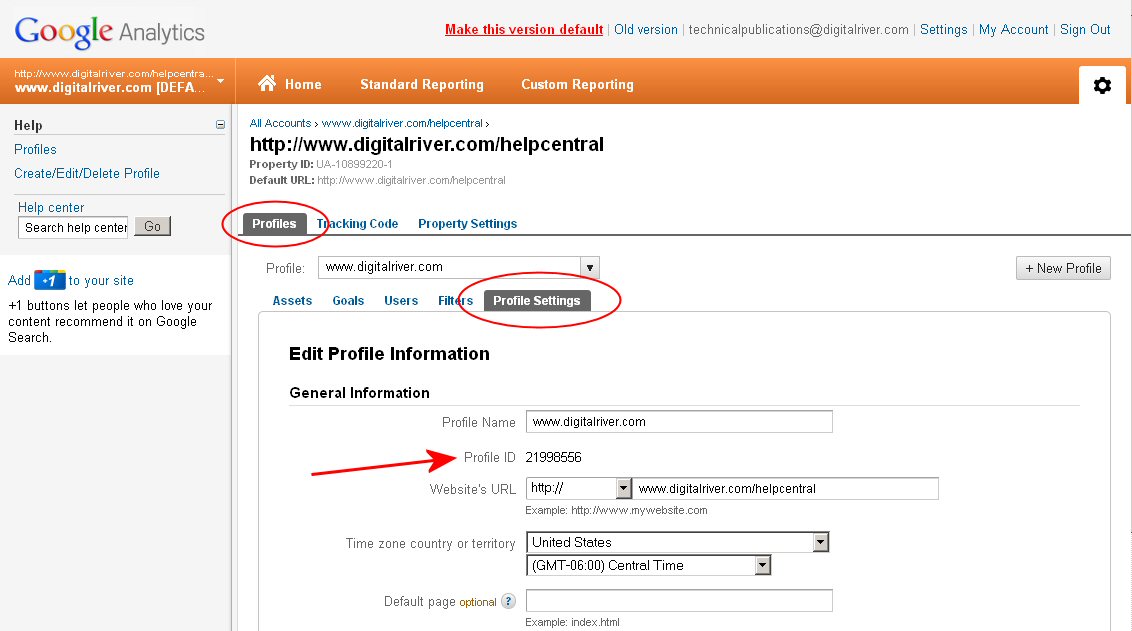 Google Analytics
Make this version default | Old version | technicalpublications@digitalriver.com | Settings | My Account | Sign Out
http://www.digitalriver.com/helpcentra...
www.digitalriver.com [DEFA...
Home Standard Reporting Custom Reporting
Help
Profiles
Create/Edit/Delete Profile
Help center
Search help center Go
Add +1 to your site
+1 buttons let people who love your
content recommend it on Google
Search.
All Accounts › www.digitalriver.com/helpcentral ›
http://www.digitalriver.com/helpcentral
Property ID: UA-10899220-1
Default URL: http://www.digitalriver.com/helpcentral
Profiles Tracking Code Property Settings
Profile: www.digitalriver.com + New Profile
Assets Goals Users Filters Profile Settings
Edit Profile Information
General Information
Profile Name www.digitalriver.com
Profile ID 21998556
Website's URL http:// www.digitalriver.com/helpcentral
Example: http://www.mywebsite.com
Time zone country or territory United States
(GMT-06:00) Central Time
Default page optional ?
Example: index.html